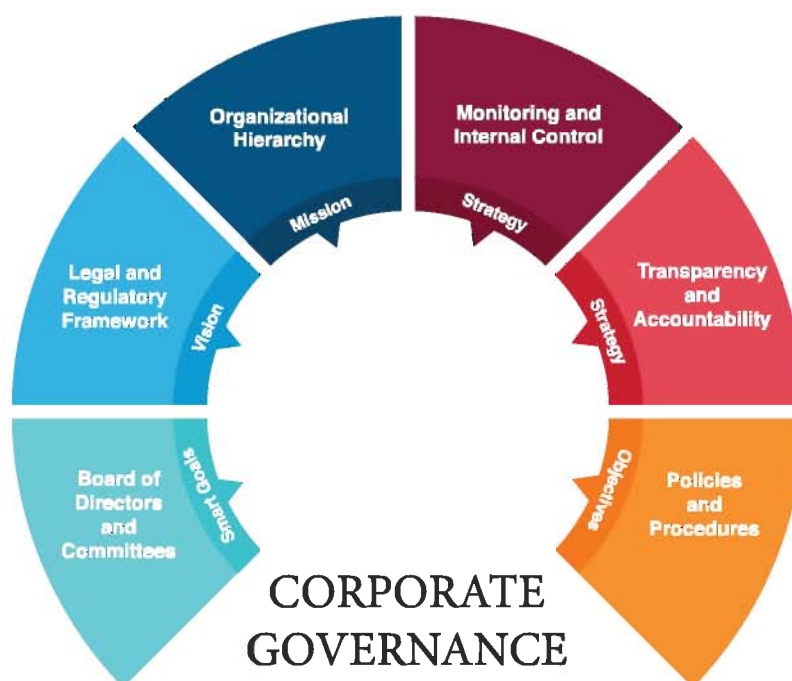 Organizational
Hierarchy
Mission
Monitoring and
Internal Control
Strategy
Legal and
Regulatory
Framework
Vision
Transparency
and
Accountability
Strategy
Board of
Directors
and
Committees
Smart Goals
Policies
and
Procedures
Objectives
CORPORATE
GOVERNANCE